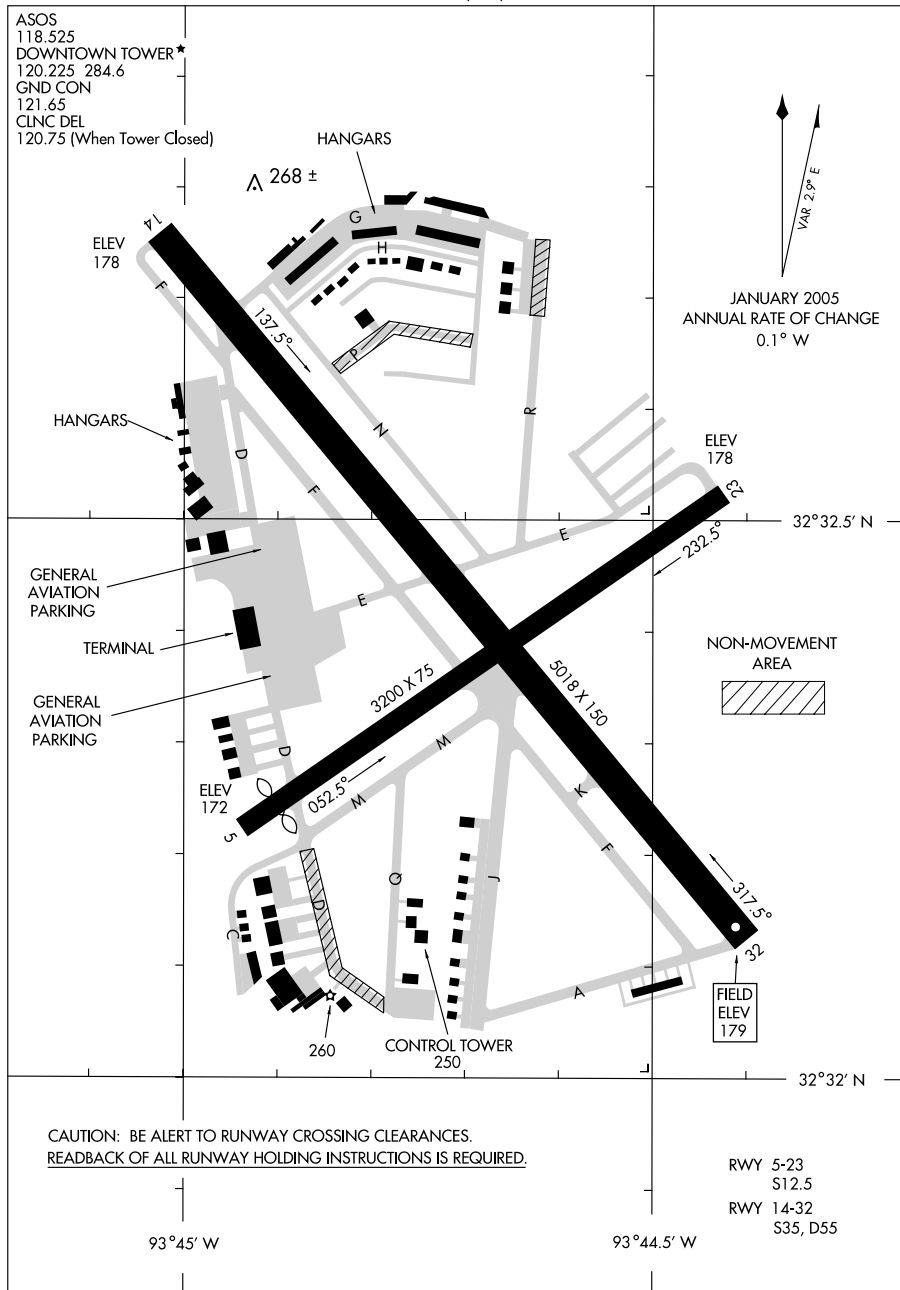 ASOS
118.525
DOWNTOWN TOWER★
120.225 284.6
GND CON
121.65
CLNC DEL
120.75 (When Tower Closed)
HANGARS
268 ±
VAR 2.9° E
JANUARY 2005
ANNUAL RATE OF CHANGE
0.1° W
14
ELEV
178
G
H
F
137.5°
P
HANGARS
N
R
D
F
ELEV
178
23
E
232.5°
32°32.5' N
GENERAL
AVIATION
PARKING
E
TERMINAL
NON-MOVEMENT
AREA
5018 X 150
3200 X 75
GENERAL
AVIATION
PARKING
D
M
ELEV
172
052.5°
M
K
5
F
Q
J
317.5°
D
C
32
A
FIELD
ELEV
179
260
CONTROL TOWER
250
32°32' N
CAUTION: BE ALERT TO RUNWAY CROSSING CLEARANCES.
READBACK OF ALL RUNWAY HOLDING INSTRUCTIONS IS REQUIRED.
RWY 5-23
S12.5
RWY 14-32
S35, D55
93°45' W
93°44.5' W